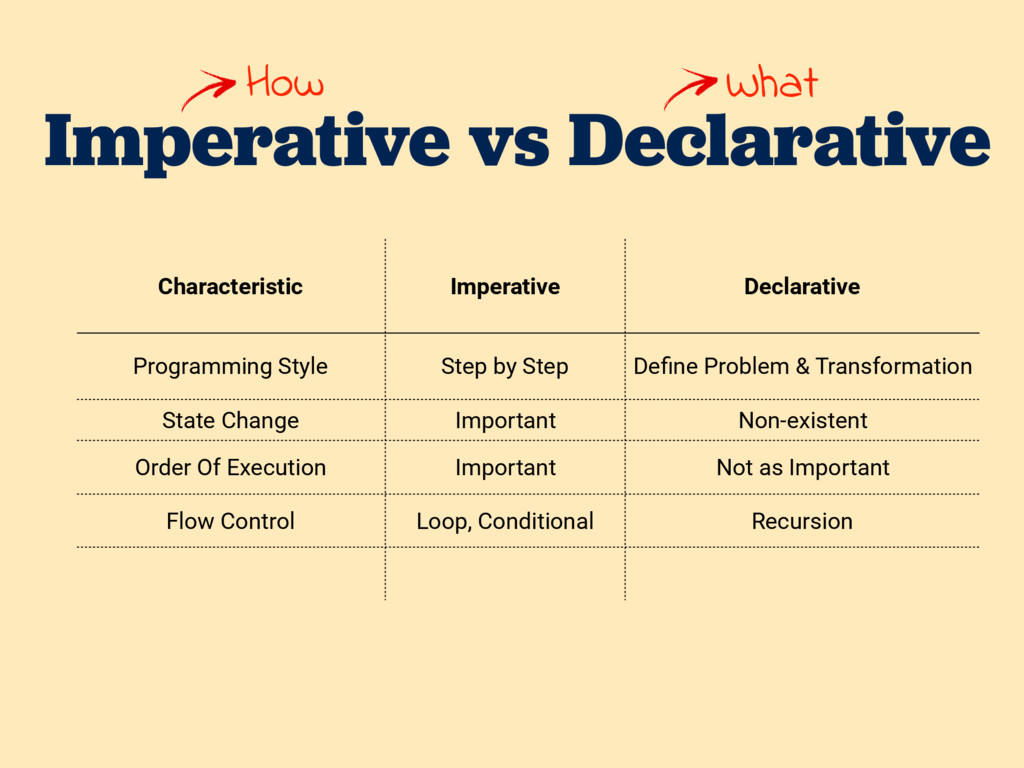 How What
Imperative vs Declarative
Characteristic Imperative Declarative
Programming Style Step by Step Define Problem & Transformation
State Change Important Non-existent
Order Of Execution Important Not as Important
Flow Control Loop, Conditional Recursion